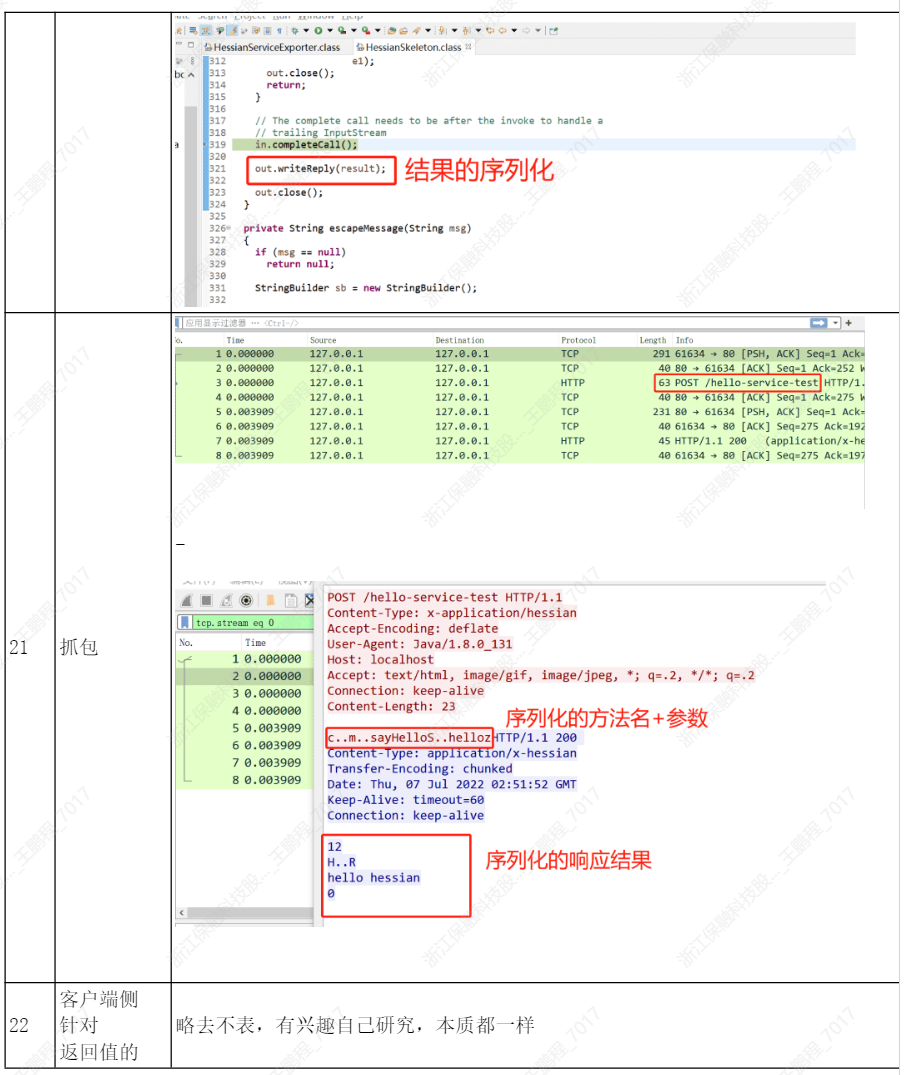 HessianServiceExporter.class HessianSkeleton.class
312 e1);
313 out.close();
314 return;
315 }
316
317 // The complete call needs to be after the invoke to handle a
318 // trailing InputStream
319 in.completeCall();
320
321 out.writeReply(result); 结果的序列化
322
323 out.close();
324 }
325
326 private String escapeMessage(String msg)
327 {
328 if (msg == null)
329 return null;
330
331 StringBuilder sb = new StringBuilder();
332
应用显示过滤器 … <Ctrl-/>
o. Time Source Destination Protocol Length Info
1 0.000000 127.0.0.1 127.0.0.1 TCP 291 61634 → 80 [PSH, ACK] Seq=1 Ack=
2 0.000000 127.0.0.1 127.0.0.1 TCP 40 80 → 61634 [ACK] Seq=1 Ack=252 W
3 0.000000 127.0.0.1 127.0.0.1 HTTP 63 POST /hello-service-test HTTP/1.
4 0.000000 127.0.0.1 127.0.0.1 TCP 40 80 → 61634 [ACK] Seq=1 Ack=275 W
5 0.003909 127.0.0.1 127.0.0.1 TCP 231 80 → 61634 [PSH, ACK] Seq=1 Ack=
6 0.003909 127.0.0.1 127.0.0.1 TCP 40 61634 → 80 [ACK] Seq=275 Ack=192
7 0.003909 127.0.0.1 127.0.0.1 HTTP 45 HTTP/1.1 200 (application/x-he
8 0.003909 127.0.0.1 127.0.0.1 TCP 40 61634 → 80 [ACK] Seq=275 Ack=197
21 抓包
tcp.stream eq 0
No. Time
1 0.000000
2 0.000000
3 0.000000
4 0.000000
5 0.003909
6 0.003909
7 0.003909
8 0.003909
POST /hello-service-test HTTP/1.1
Content-Type: x-application/hessian
Accept-Encoding: deflate
User-Agent: Java/1.8.0_131
Host: localhost
Accept: text/html, image/gif, image/jpeg, *; q=.2, */*; q=.2
Connection: keep-alive
Content-Length: 23
序列化的方法名+参数
c..m..sayHelloS..hellozHTTP/1.1 200
Content-Type: application/x-hessian
Transfer-Encoding: chunked
Date: Thu, 07 Jul 2022 02:51:52 GMT
Keep-Alive: timeout=60
Connection: keep-alive
12
H..R
hello hessian
0
序列化的响应结果
22 客户端侧
针对
返回值的
略去不表，有兴趣自己研究，本质都一样
浙江保融科技股..._王鹏程_7017